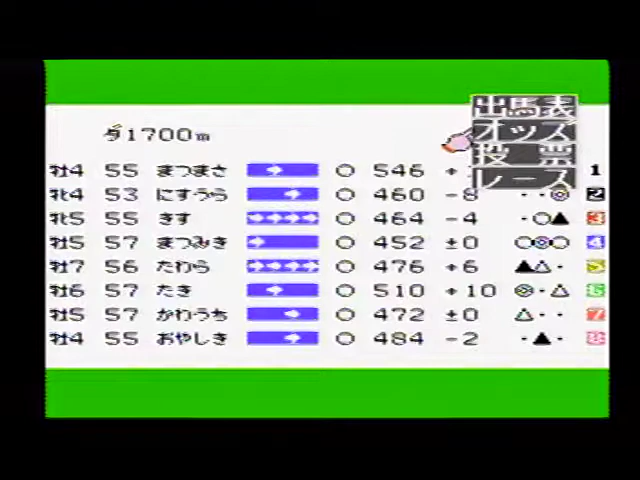 出馬表
オッズ
投票
レース
ダ1700m
牡4 55 まつまさ → ○ 546 + 1
牝4 53 にすうら → ○ 460 -8 ・・◎ 2
牝5 55 きす ←→→→ ○ 464 -4 ・○▲ 3
牡5 57 まつみき ← ○ 452 ±0 ○◎○ 4
牡7 56 たわら ←→→→ ○ 476 +6 ▲△・ 5
牡6 57 たき → ○ 510 +10 ◎・△ 6
牡5 57 かわうち → ○ 472 ±0 △・・ 7
牡4 55 おやしき → ○ 484 -2 ・▲・ 8